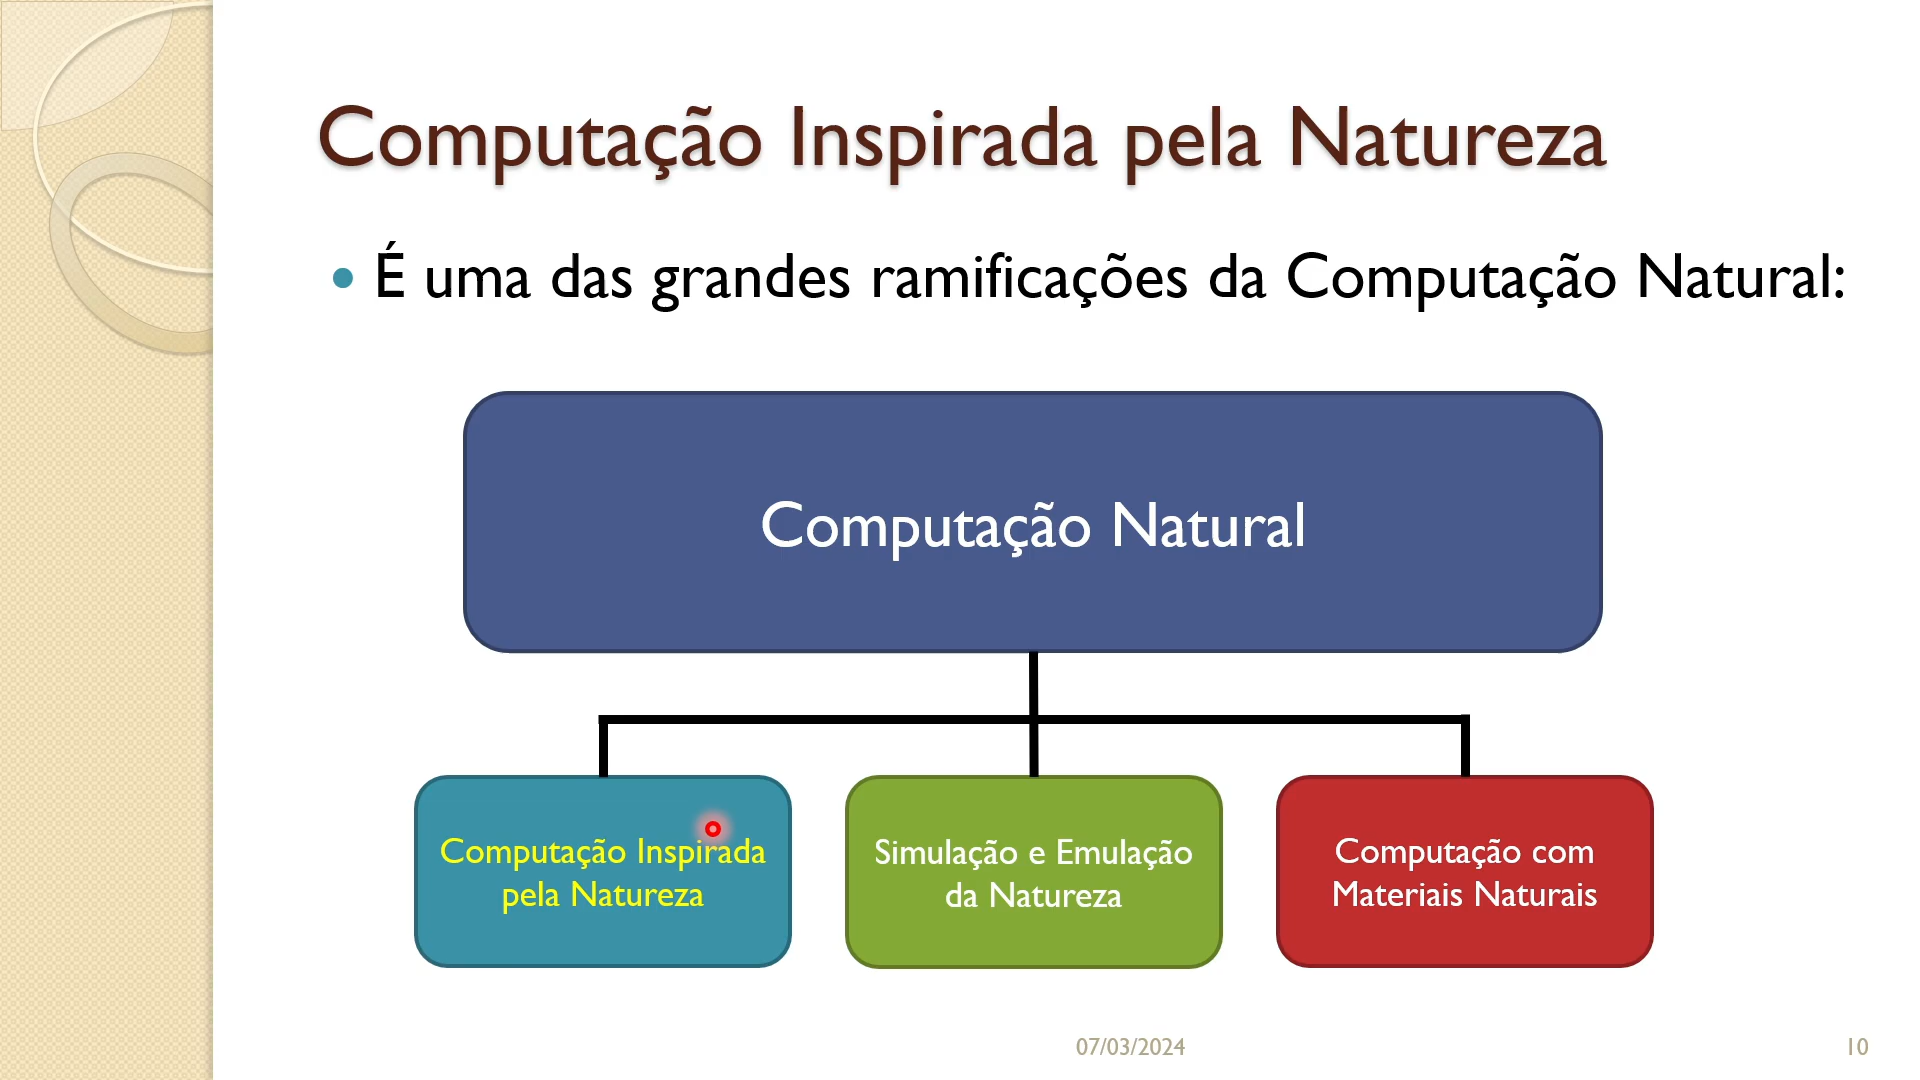 Computação Inspirada pela Natureza
É uma das grandes ramificações da Computação Natural:
Computação Natural
Computação Inspirada
pela Natureza
Simulação e Emulação
da Natureza
Computação com
Materiais Naturais
07/03/2024
10